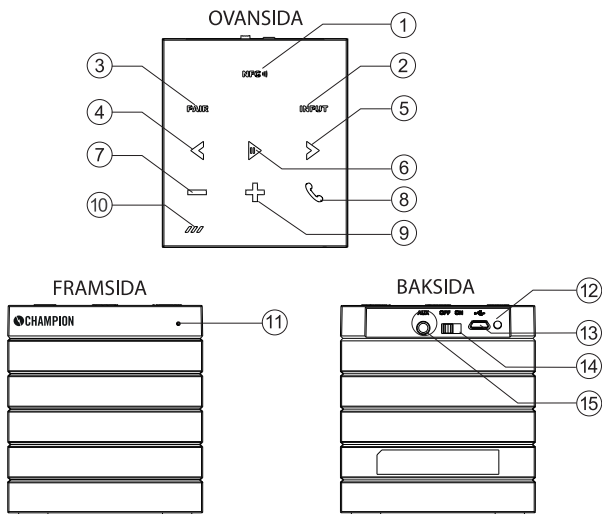 OVANSIDA
1
NFC
3
2
PAIR
INPUT
4
5
7
6
8
10
9
FRAMSIDA
BAKSIDA
12
CHAMPION
11
AUX OFF ON
13
14
15